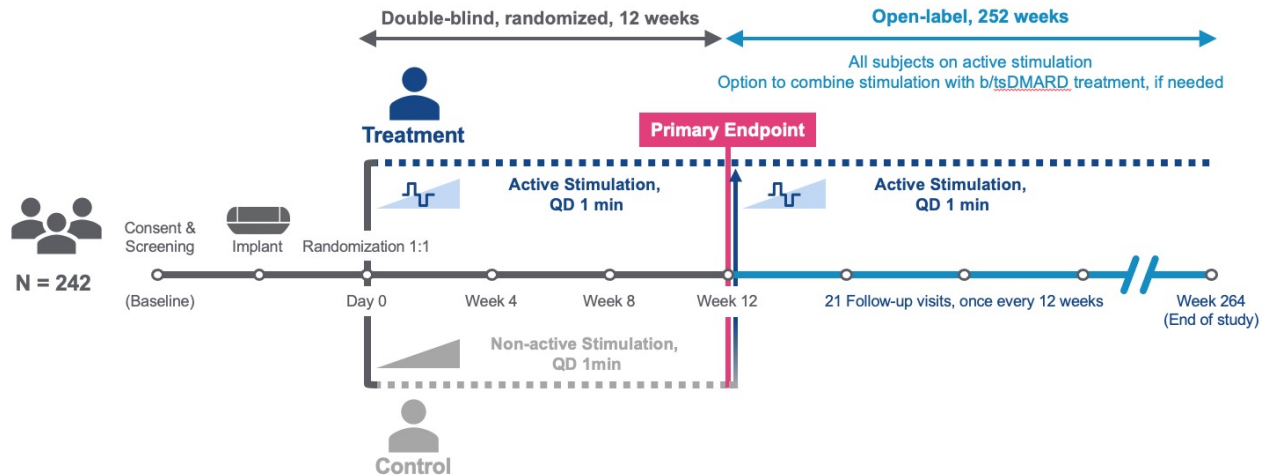 Double-blind, randomized, 12 weeks
Open-label, 252 weeks
All subjects on active stimulation
Option to combine stimulation with b/tsDMARD treatment, if needed
Treatment
Primary Endpoint
Active Stimulation,
QD 1 min
Active Stimulation,
QD 1 min
N = 242
Consent &
Screening
Implant
Randomization 1:1
(Baseline)
Day 0
Week 4
Week 8
Week 12
21 Follow-up visits, once every 12 weeks
Week 264
(End of study)
Non-active Stimulation,
QD 1min
Control